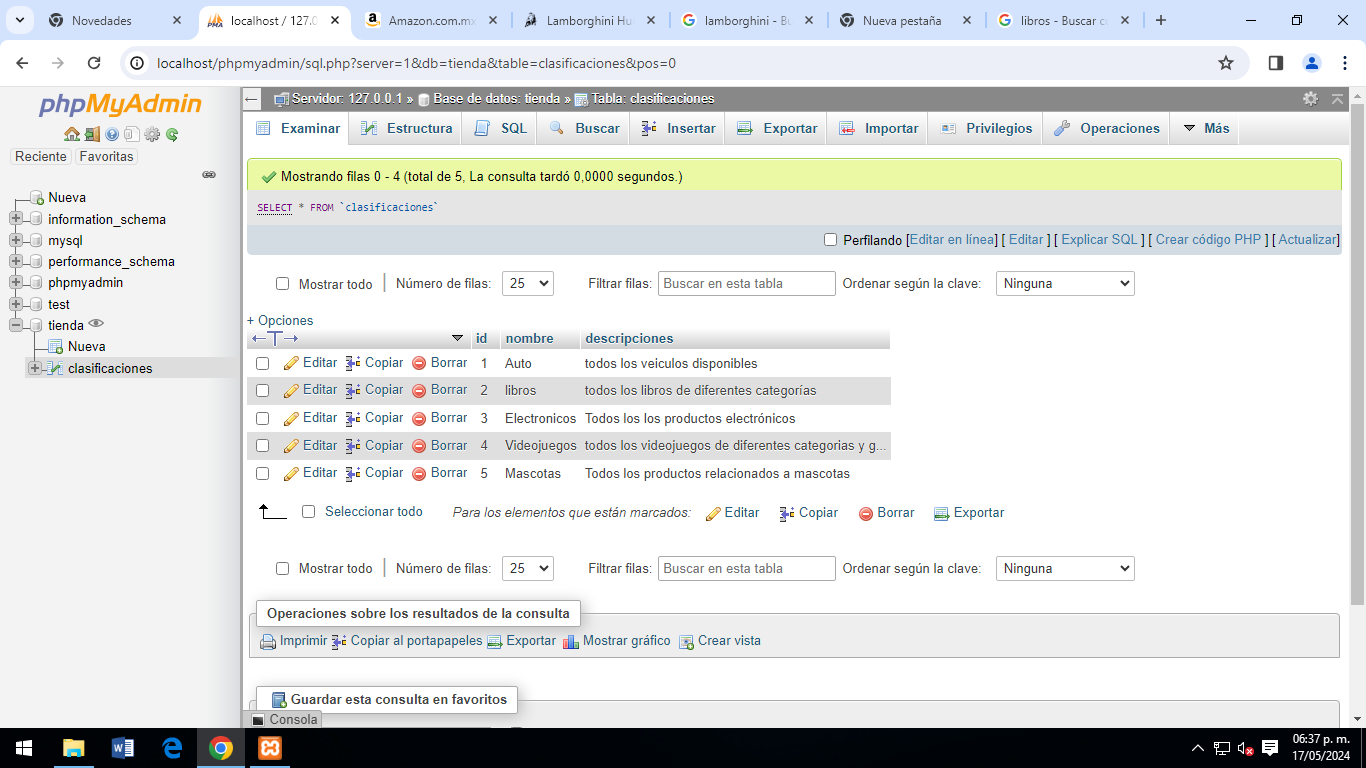 Novedades
localhost / 127.0
Amazon.com.mx
Lamborghini Hu
lamborghini - Bu
Nueva pestaña
libros - Buscar c
localhost/phpmyadmin/sql.php?server=1&db=tienda&table=clasificaciones&pos=0
phpMyAdmin
Reciente Favoritas
Nueva
information_schema
mysql
performance_schema
phpmyadmin
test
tienda
Nueva
clasificaciones
Servidor: 127.0.0.1 » Base de datos: tienda » Tabla: clasificaciones
Examinar Estructura SQL Buscar Insertar Exportar Importar Privilegios Operaciones Más
Mostrando filas 0 - 4 (total de 5, La consulta tardó 0,0000 segundos.)
SELECT * FROM `clasificaciones`
Perfilando [Editar en línea] [ Editar ] [ Explicar SQL ] [ Crear código PHP ] [ Actualizar]
Mostrar todo Número de filas: 25 Filtrar filas: Buscar en esta tabla Ordenar según la clave: Ninguna
+ Opciones
id nombre descripciones
Editar Copiar Borrar 1 Auto todos los veiculos disponibles
Editar Copiar Borrar 2 libros todos los libros de diferentes categorías
Editar Copiar Borrar 3 Electronicos Todos los los productos electrónicos
Editar Copiar Borrar 4 Videojuegos todos los videojuegos de diferentes categorias y g...
Editar Copiar Borrar 5 Mascotas Todos los productos relacionados a mascotas
Seleccionar todo Para los elementos que están marcados: Editar Copiar Borrar Exportar
Mostrar todo Número de filas: 25 Filtrar filas: Buscar en esta tabla Ordenar según la clave: Ninguna
Operaciones sobre los resultados de la consulta
Imprimir Copiar al portapapeles Exportar Mostrar gráfico Crear vista
Guardar esta consulta en favoritos
Consola
06:37 p. m.
17/05/2024